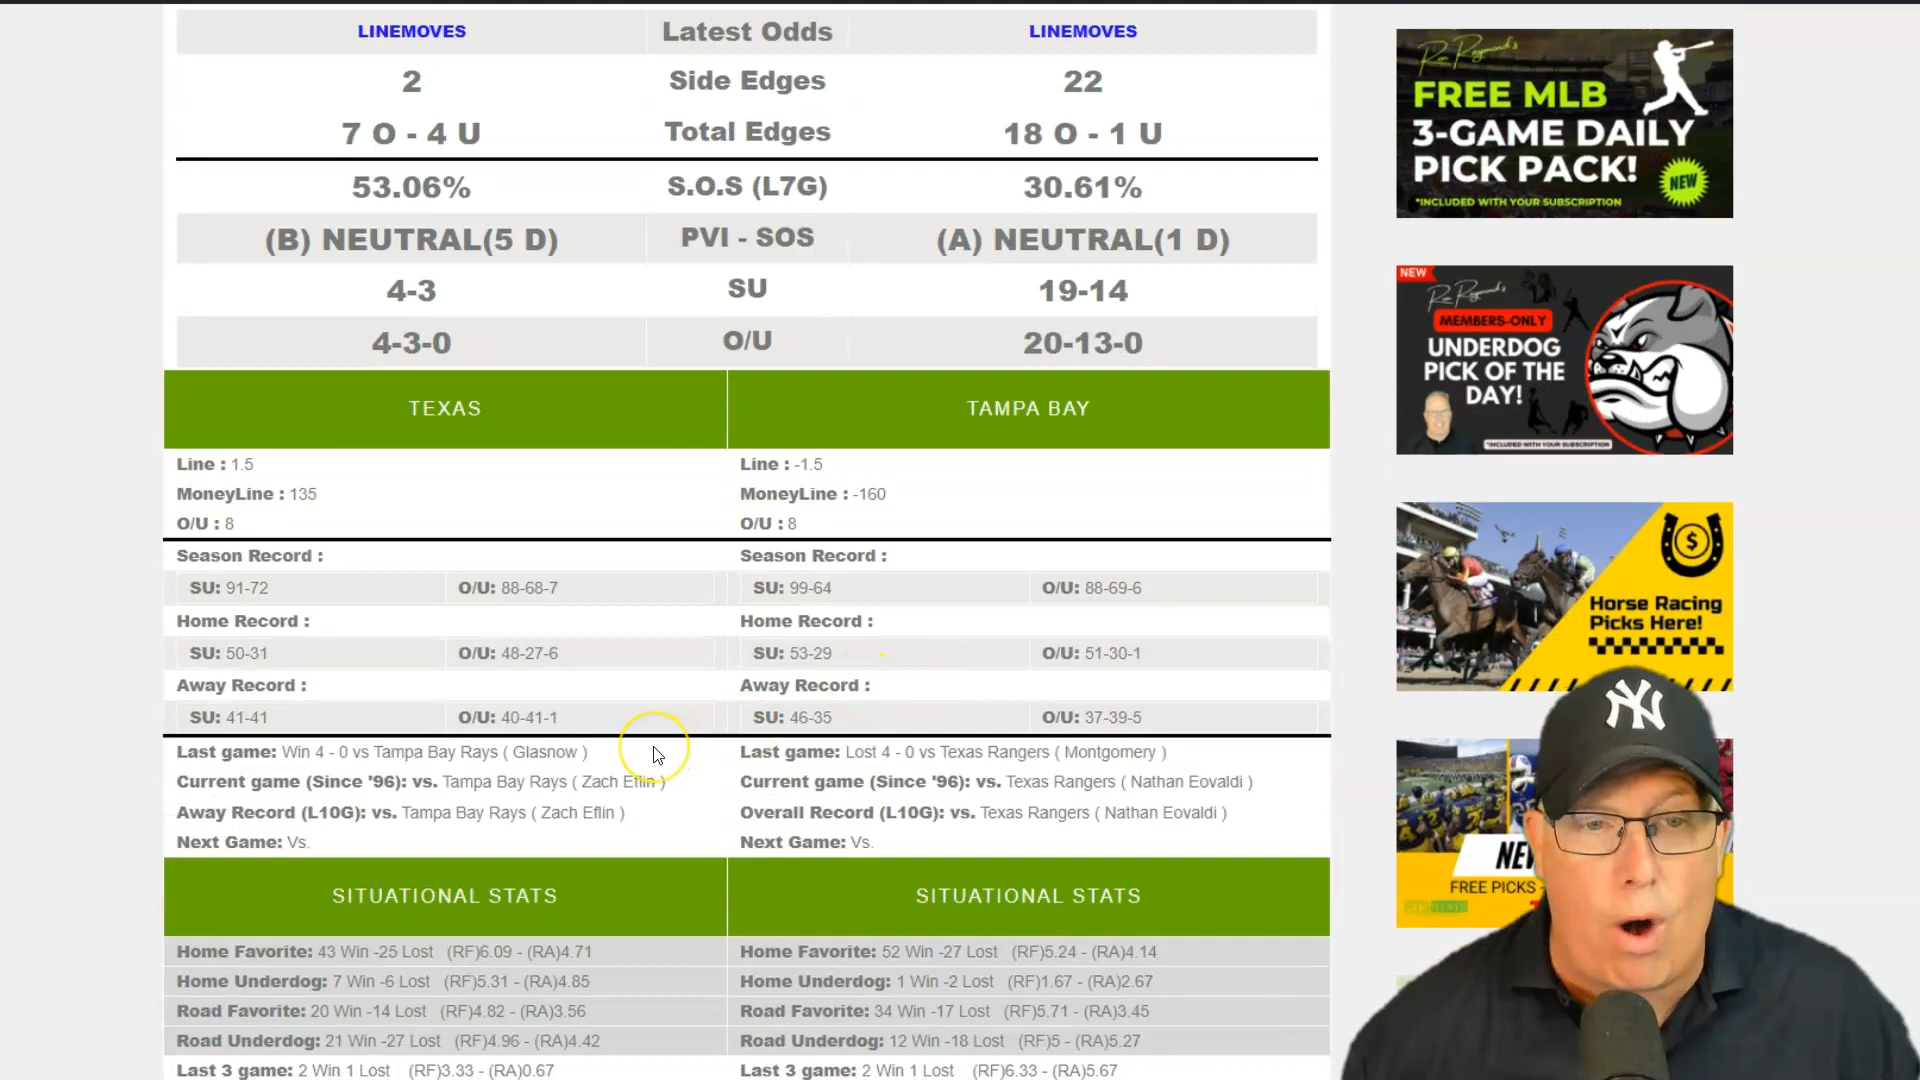 LINEMOVES Latest Odds LINEMOVES
2 Side Edges 22
7 O - 4 U Total Edges 18 O - 1 U
53.06% S.O.S (L7G) 30.61%
(B) NEUTRAL(5 D) PVI - SOS (A) NEUTRAL(1 D)
4-3 SU 19-14
4-3-0 O/U 20-13-0
TEXAS TAMPA BAY
Line : 1.5 Line : -1.5
MoneyLine : 135 MoneyLine : -160
O/U : 8 O/U : 8
Season Record : Season Record :
SU: 91-72 O/U: 88-68-7 SU: 99-64 O/U: 88-69-6
Home Record : Home Record :
SU: 50-31 O/U: 48-27-6 SU: 53-29 O/U: 51-30-1
Away Record : Away Record :
SU: 41-41 O/U: 40-41-1 SU: 46-35 O/U: 37-39-5
Last game: Win 4 - 0 vs Tampa Bay Rays ( Glasnow ) Last game: Lost 4 - 0 vs Texas Rangers ( Montgomery )
Current game (Since '96): vs. Tampa Bay Rays ( Zach Eflin ) Current game (Since '96): vs. Texas Rangers ( Nathan Eovaldi )
Away Record (L10G): vs. Tampa Bay Rays ( Zach Eflin ) Overall Record (L10G): vs. Texas Rangers ( Nathan Eovaldi )
Next Game: Vs. Next Game: Vs.
SITUATIONAL STATS SITUATIONAL STATS
Home Favorite: 43 Win -25 Lost (RF)6.09 - (RA)4.71 Home Favorite: 52 Win -27 Lost (RF)5.24 - (RA)4.14
Home Underdog: 7 Win -6 Lost (RF)5.31 - (RA)4.85 Home Underdog: 1 Win -2 Lost (RF)1.67 - (RA)2.67
Road Favorite: 20 Win -14 Lost (RF)4.82 - (RA)3.56 Road Favorite: 34 Win -17 Lost (RF)5.71 - (RA)3.45
Road Underdog: 21 Win -27 Lost (RF)4.96 - (RA)4.42 Road Underdog: 12 Win -18 Lost (RF)5 - (RA)5.27
Last 3 game: 2 Win 1 Lost (RF)3.33 - (RA)0.67 Last 3 game: 2 Win 1 Lost (RF)6.33 - (RA)5.67
Ron Raymond's
FREE MLB
3-GAME DAILY
PICK PACK!
NEW
*INCLUDED WITH YOUR SUBSCRIPTION
NEW
Ron Raymond's
MEMBERS-ONLY
UNDERDOG
PICK OF THE
DAY!
*INCLUDED WITH YOUR SUBSCRIPTION
$
Horse Racing
Picks Here!
NY
FREE PICKS -